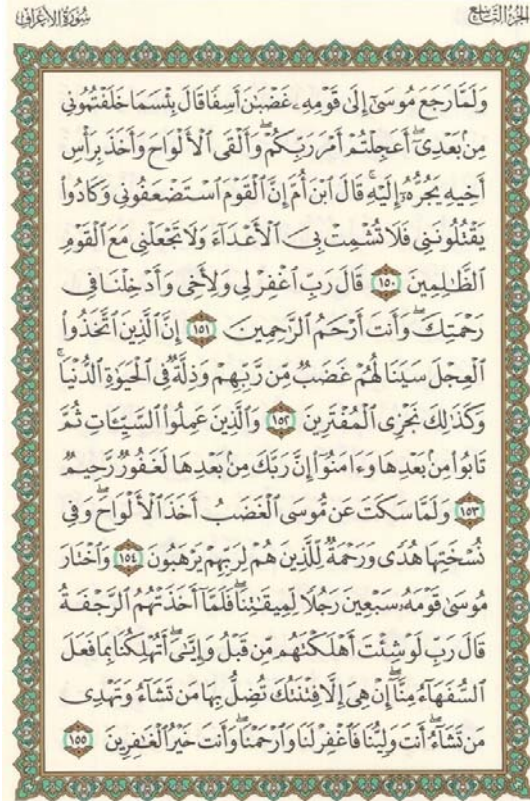 الجزء التاسع
سورة الأعراف
وَلَمَّا رَجَعَ مُوسَىٰٓ إِلَىٰ قَوْمِهِۦ غَضْبَٰنَ أَسِفًا قَالَ بِئْسَمَا خَلَفْتُمُونِى
مِنۢ بَعْدِىٓۖ أَعَجِلْتُمْ أَمْرَ رَبِّكُمْۖ وَأَلْقَى ٱلْأَلْوَاحَ وَأَخَذَ بِرَأْسِ
أَخِيهِ يَجُرُّهُۥٓ إِلَيْهِۚ قَالَ ٱبْنَ أُمَّ إِنَّ ٱلْقَوْمَ ٱسْتَضْعَفُونِى وَكَادُوا۟
يَقْتُلُونَنِى فَلَا تُشْمِتْ بِىَ ٱلْأَعْدَآءَ وَلَا تَجْعَلْنِى مَعَ ٱلْقَوْمِ
ٱلظَّٰلِمِينَ ١٥٠ قَالَ رَبِّ ٱغْفِرْ لِى وَلِأَخِى وَأَدْخِلْنَا فِى
رَحْمَتِكَۖ وَأَنتَ أَرْحَمُ ٱلرَّٰحِمِينَ ١٥١ إِنَّ ٱلَّذِينَ ٱتَّخَذُوا۟
ٱلْعِجْلَ سَيَنَالُهُمْ غَضَبٌ مِّن رَّبِّهِمْ وَذِلَّةٌ فِى ٱلْحَيَوٰةِ ٱلدُّنْيَاۚ
وَكَذَٰلِكَ نَجْزِى ٱلْمُفْتَرِينَ ١٥٢ وَٱلَّذِينَ عَمِلُوا۟ ٱلسَّيِّـَٔاتِ ثُمَّ
تَابُوا۟ مِنۢ بَعْدِهَا وَءَامَنُوٓا۟ إِنَّ رَبَّكَ مِنۢ بَعْدِهَا لَغَفُورٌ رَّحِيمٌ
١٥٣ وَلَمَّا سَكَتَ عَن مُّوسَى ٱلْغَضَبُ أَخَذَ ٱلْأَلْوَاحَۖ وَفِى
نُسْخَتِهَا هُدًى وَرَحْمَةٌ لِّلَّذِينَ هُمْ لِرَبِّهِمْ يَرْهَبُونَ ١٥٤ وَٱخْتَارَ
مُوسَىٰ قَوْمَهُۥ سَبْعِينَ رَجُلًا لِّمِيقَٰتِنَاۖ فَلَمَّآ أَخَذَتْهُمُ ٱلرَّجْفَةُ
قَالَ رَبِّ لَوْ شِئْتَ أَهْلَكْتَهُم مِّن قَبْلُ وَإِيَّٰىَۖ أَتُهْلِكُنَا بِمَا فَعَلَ
ٱلسُّفَهَآءُ مِنَّآۖ إِنْ هِىَ إِلَّا فِتْنَتُكَ تُضِلُّ بِهَا مَن تَشَآءُ وَتَهْدِى
مَن تَشَآءُۖ أَنتَ وَلِيُّنَا فَٱغْفِرْ لَنَا وَٱرْحَمْنَاۖ وَأَنتَ خَيْرُ ٱلْغَٰفِرِينَ ١٥٥